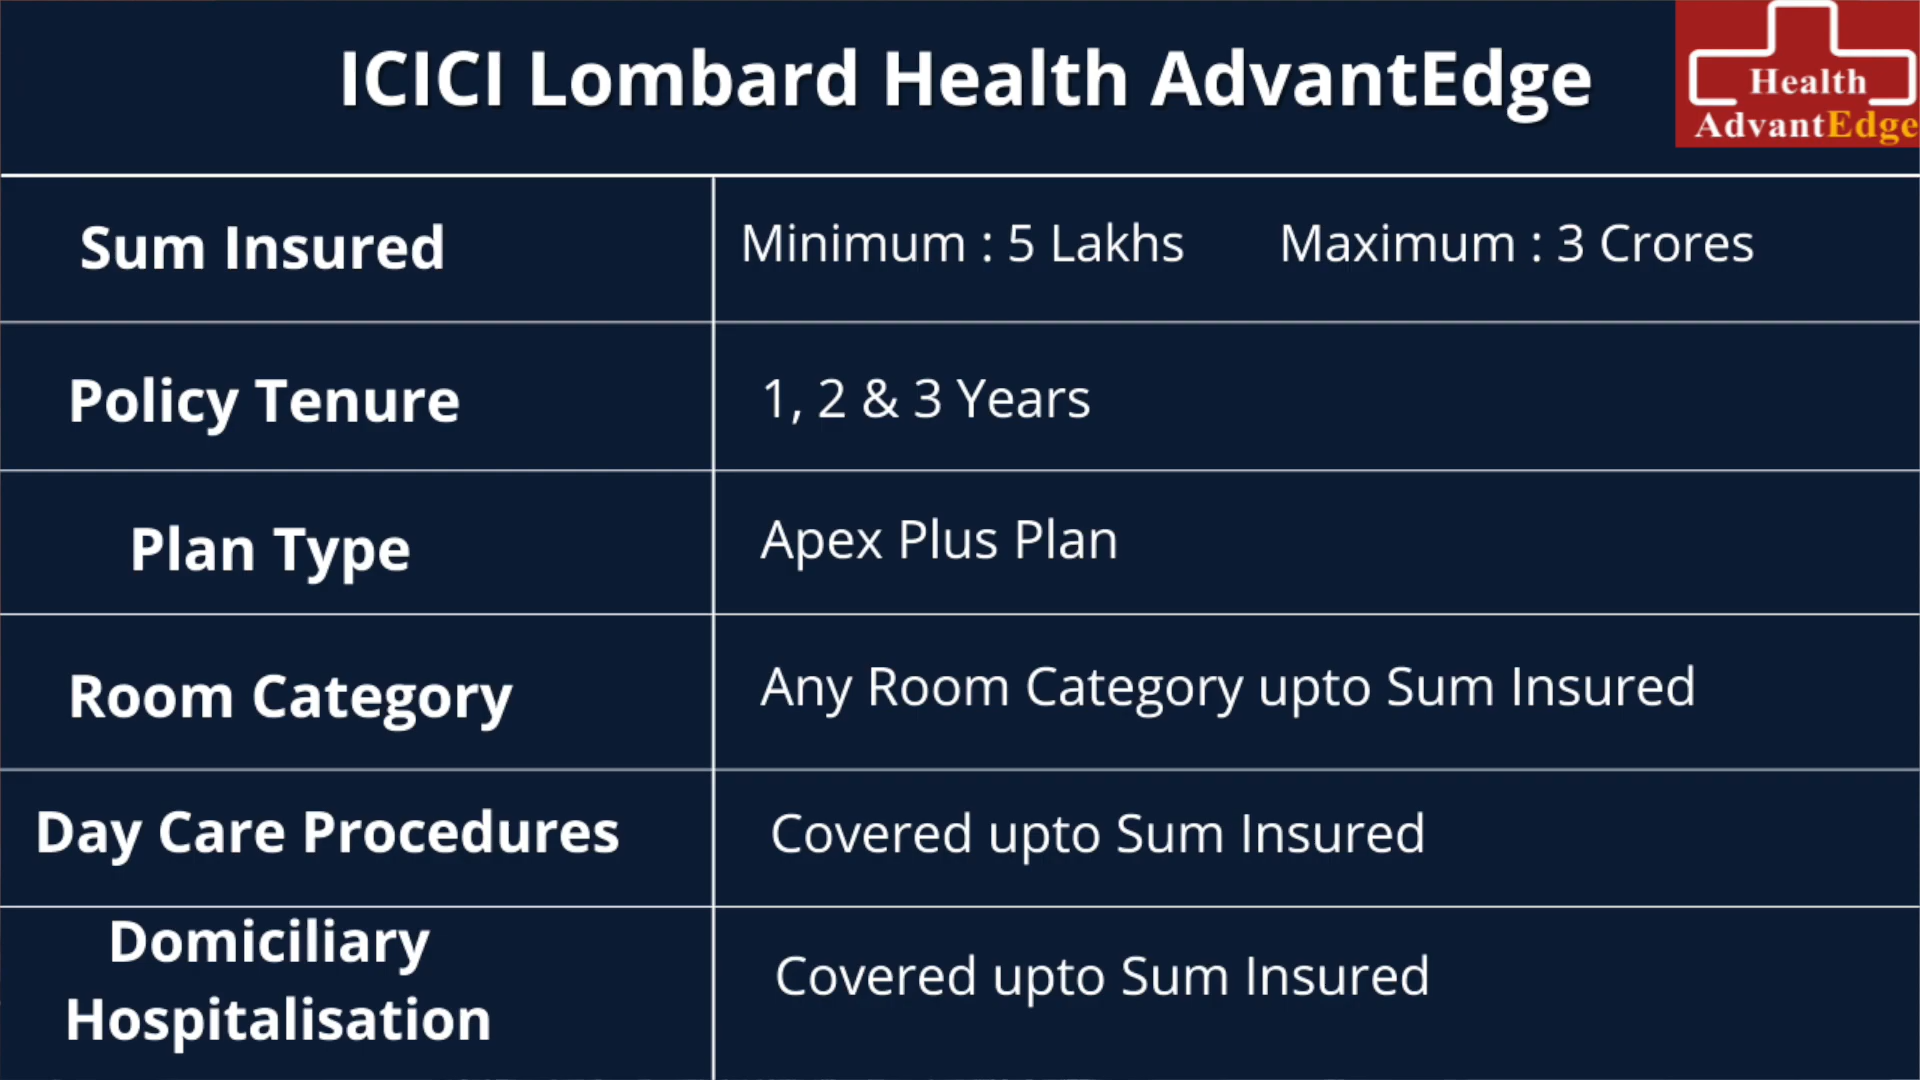 ICICI Lombard Health AdvantEdge
Health
AdvantEdge
Sum Insured
Minimum : 5 Lakhs Maximum : 3 Crores
Policy Tenure
1, 2 & 3 Years
Plan Type
Apex Plus Plan
Room Category
Any Room Category upto Sum Insured
Day Care Procedures
Covered upto Sum Insured
Domiciliary
Hospitalisation
Covered upto Sum Insured